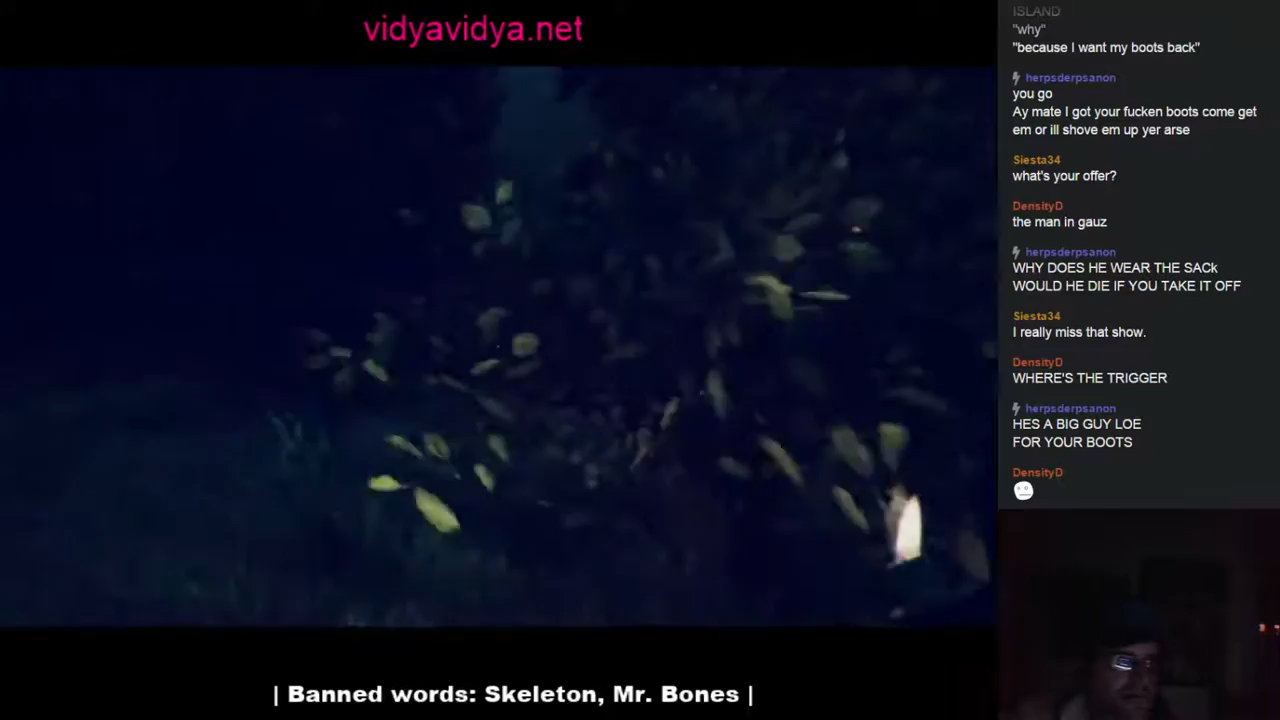 vidyavidya.net
ISLAND
"why"
"because I want my boots back"
herpsderpsanon
you go
Ay mate I got your fucken boots come get
em or ill shove em up yer arse
Siesta34
what's your offer?
DensityD
the man in gauz
herpsderpsanon
WHY DOES HE WEAR THE SACk
WOULD HE DIE IF YOU TAKE IT OFF
Siesta34
I really miss that show.
DensityD
WHERE'S THE TRIGGER
herpsderpsanon
HES A BIG GUY LOE
FOR YOUR BOOTS
DensityD
| Banned words: Skeleton, Mr. Bones |